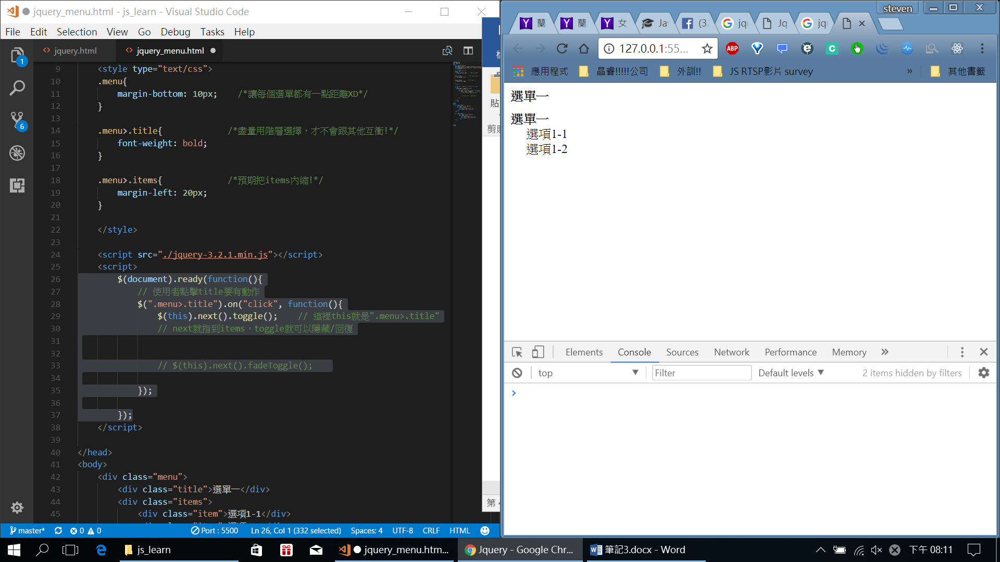 jquery_menu.html - js_learn - Visual Studio Code
File Edit Selection View Go Debug Tasks Help
jquery.html
jquery_menu.html
1
6
9 <style type="text/css">
10 .menu{
11 margin-bottom: 10px; /*讓每個選單都有一點距離XD*/
12 }
13
14 .menu>.title{ /*盡量用階層選擇，才不會跟其他互衝!*/
15 font-weight: bold;
16 }
17
18 .menu>.items{ /*預期把items內縮!*/
19 margin-left: 20px;
20 }
21
22 </style>
23
24 <script src="./jquery-3.2.1.min.js"></script>
25 <script>
26 $(document).ready(function(){
27 // 使用者點擊title要有動作
28 $(".menu>.title").on("click", function(){
29 $(this).next().toggle(); // 這裡this就是".menu>.title"
30 // next就指到items，toggle就可以隱藏/回復
31
32
33 // $(this).next().fadeToggle();
34
35 });
36
37 });
38 </script>
39
40 </head>
41 <body>
42 <div class="menu">
43 <div class="title">選單一</div>
44 <div class="items">
45 <div class="item">選項1-1</div>
master* 0 0 Port : 5500 Ln 26, Col 1 (332 selected) Spaces: 4 UTF-8 CRLF HTML
貼
第
steven
蘭 蘭 女 Ja (3 jq Jq jq
127.0.0.1:55...
ABP
應用程式 晶睿!!!!!公司 外訓!! JS RTSP影片 survey » 其他書籤
選單一
選單一
選項1-1
選項1-2
Elements Console Sources Network Performance Memory »
top Filter Default levels 2 items hidden by filters
js_learn
jquery_menu.htm...
Jquery - Google Chr...
筆記3.docx - Word
下午 08:11